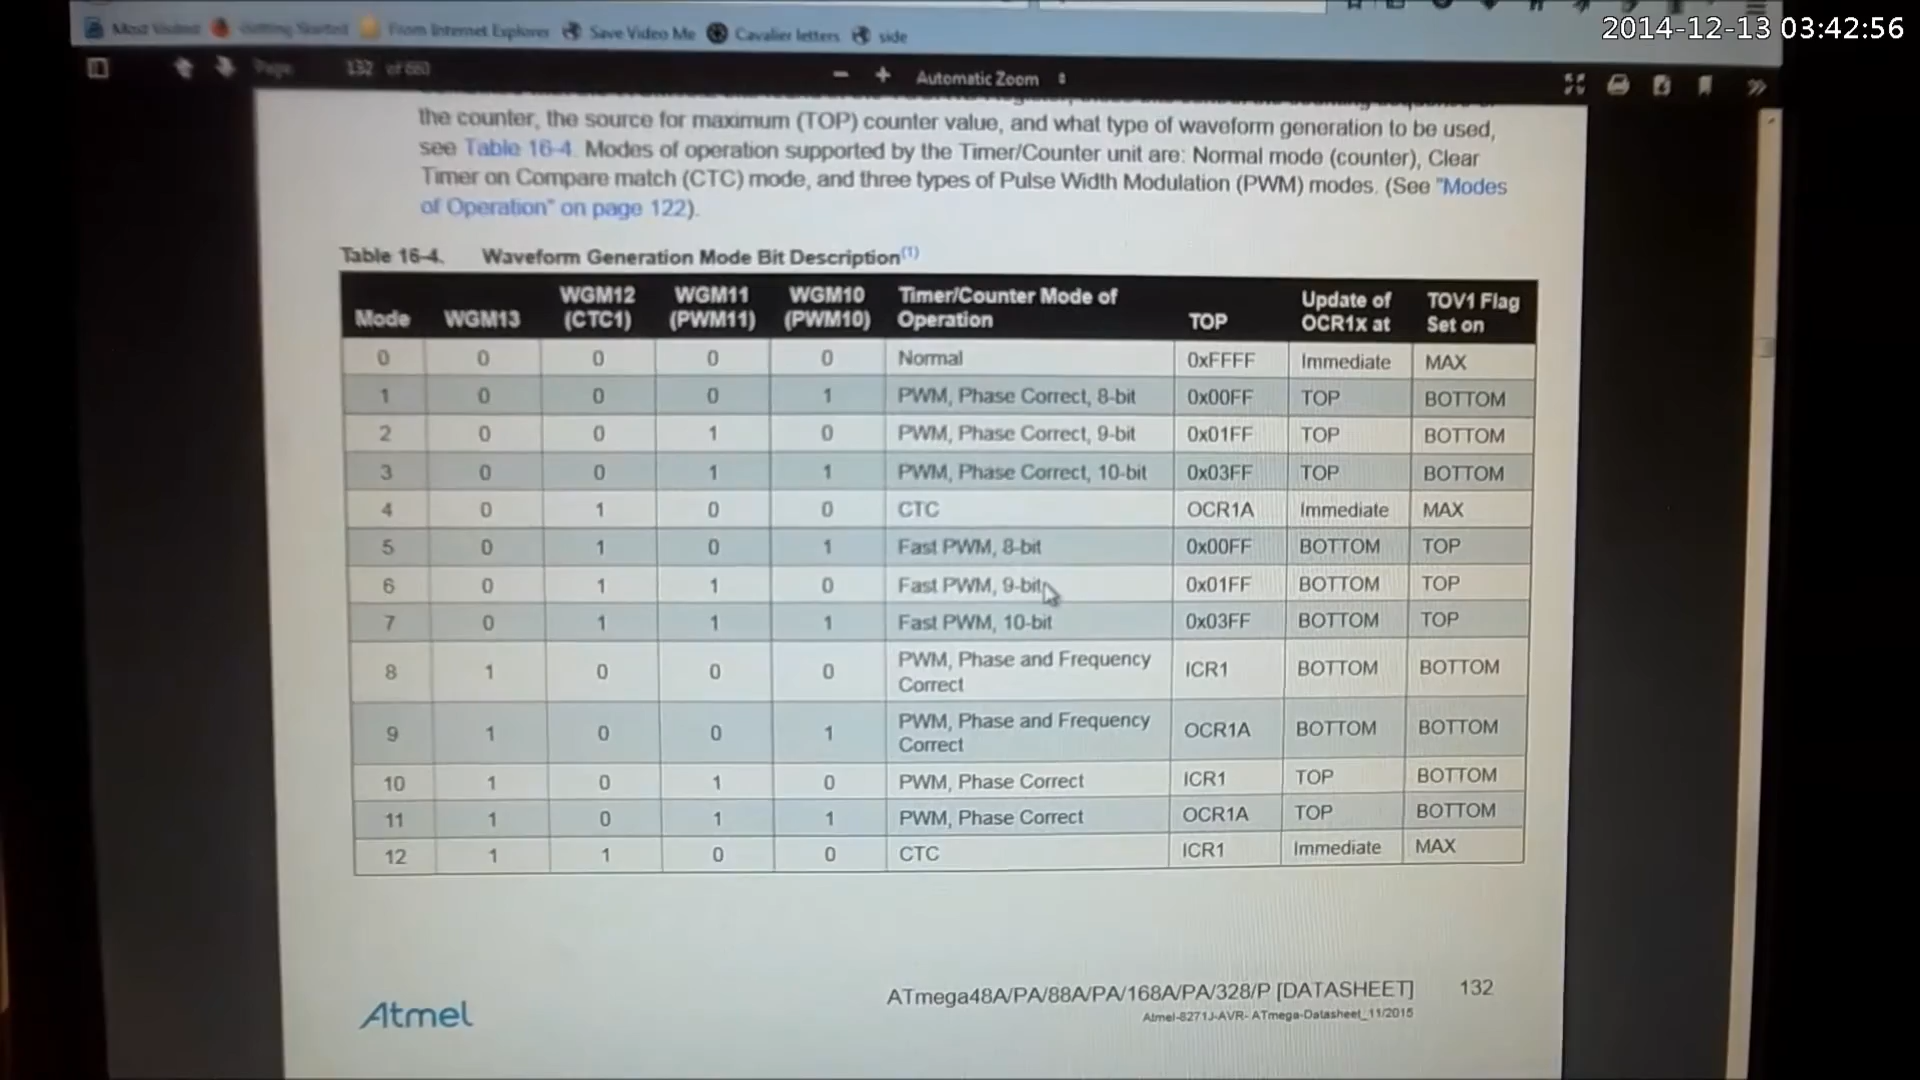 2014-12-13 03:42:56
Most Visited Getting Started From Internet Explorer Save Video Me Cavalier letters side
Page 132 of 660
Automatic Zoom
the counter, the source for maximum (TOP) counter value, and what type of waveform generation to be used,
see Table 16-4. Modes of operation supported by the Timer/Counter unit are: Normal mode (counter), Clear
Timer on Compare match (CTC) mode, and three types of Pulse Width Modulation (PWM) modes. (See "Modes
of Operation" on page 122).
Table 16-4. Waveform Generation Mode Bit Description(1)
Mode WGM13 WGM12 (CTC1) WGM11 (PWM11) WGM10 (PWM10) Timer/Counter Mode of Operation TOP Update of OCR1x at TOV1 Flag Set on
0 0 0 0 0 Normal 0xFFFF Immediate MAX
1 0 0 0 1 PWM, Phase Correct, 8-bit 0x00FF TOP BOTTOM
2 0 0 1 0 PWM, Phase Correct, 9-bit 0x01FF TOP BOTTOM
3 0 0 1 1 PWM, Phase Correct, 10-bit 0x03FF TOP BOTTOM
4 0 1 0 0 CTC OCR1A Immediate MAX
5 0 1 0 1 Fast PWM, 8-bit 0x00FF BOTTOM TOP
6 0 1 1 0 Fast PWM, 9-bit 0x01FF BOTTOM TOP
7 0 1 1 1 Fast PWM, 10-bit 0x03FF BOTTOM TOP
8 1 0 0 0 PWM, Phase and Frequency Correct ICR1 BOTTOM BOTTOM
9 1 0 0 1 PWM, Phase and Frequency Correct OCR1A BOTTOM BOTTOM
10 1 0 1 0 PWM, Phase Correct ICR1 TOP BOTTOM
11 1 0 1 1 PWM, Phase Correct OCR1A TOP BOTTOM
12 1 1 0 0 CTC ICR1 Immediate MAX
Atmel
ATmega48A/PA/88A/PA/168A/PA/328/P [DATASHEET] 132
Atmel-8271J-AVR- ATmega-Datasheet_11/2015